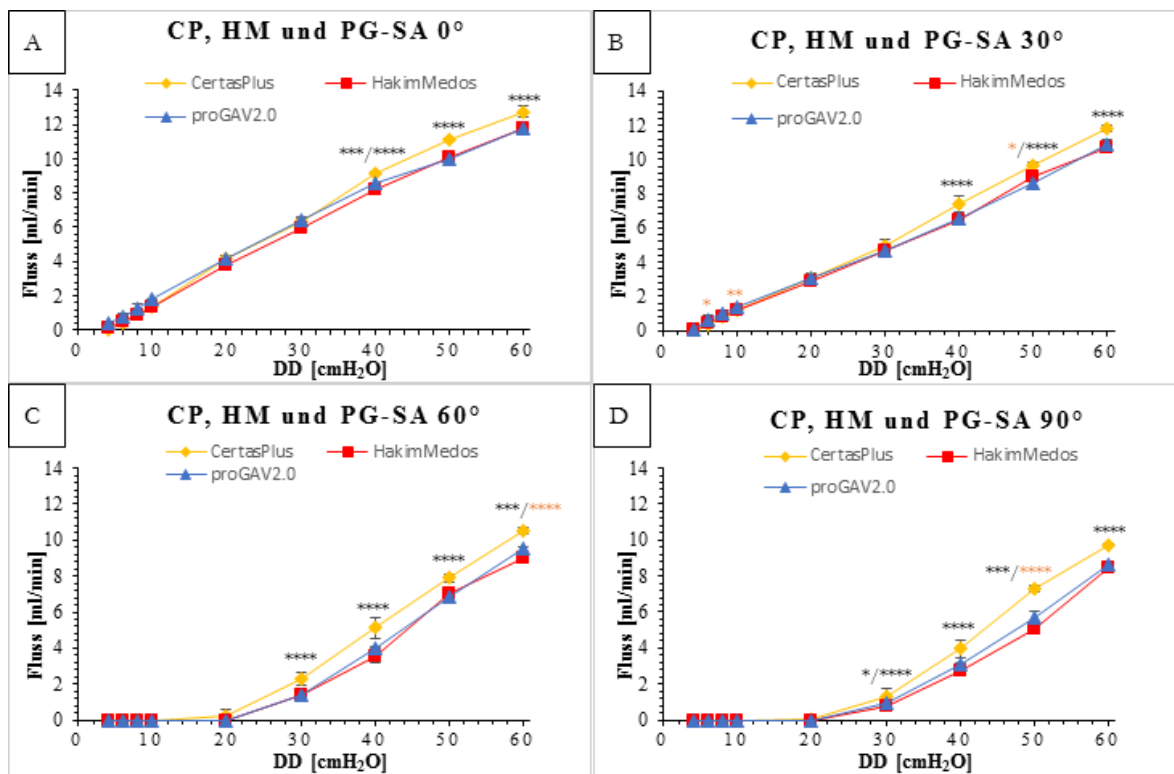 A
CP, HM und PG-SA 0°
CertasPlus HakimMedos
proGAV2.0
Fluss [ml/min]
14
12
10
8
6
4
2
0
***/**** **** ****
0 10 20 30 40 50 60
DD [cmH₂O]
B
CP, HM und PG-SA 30°
CertasPlus HakimMedos
proGAV2.0
Fluss [ml/min]
14
12
10
8
6
4
2
0
* ** **** */**** ****
0 10 20 30 40 50 60
DD [cmH₂O]
C
CP, HM und PG-SA 60°
CertasPlus HakimMedos
proGAV2.0
Fluss [ml/min]
14
12
10
8
6
4
2
0
**** **** **** ***/****
0 10 20 30 40 50 60
DD [cmH₂O]
D
CP, HM und PG-SA 90°
CertasPlus HakimMedos
proGAV2.0
Fluss [ml/min]
14
12
10
8
6
4
2
0
*/**** **** ***/**** ****
0 10 20 30 40 50 60
DD [cmH₂O]